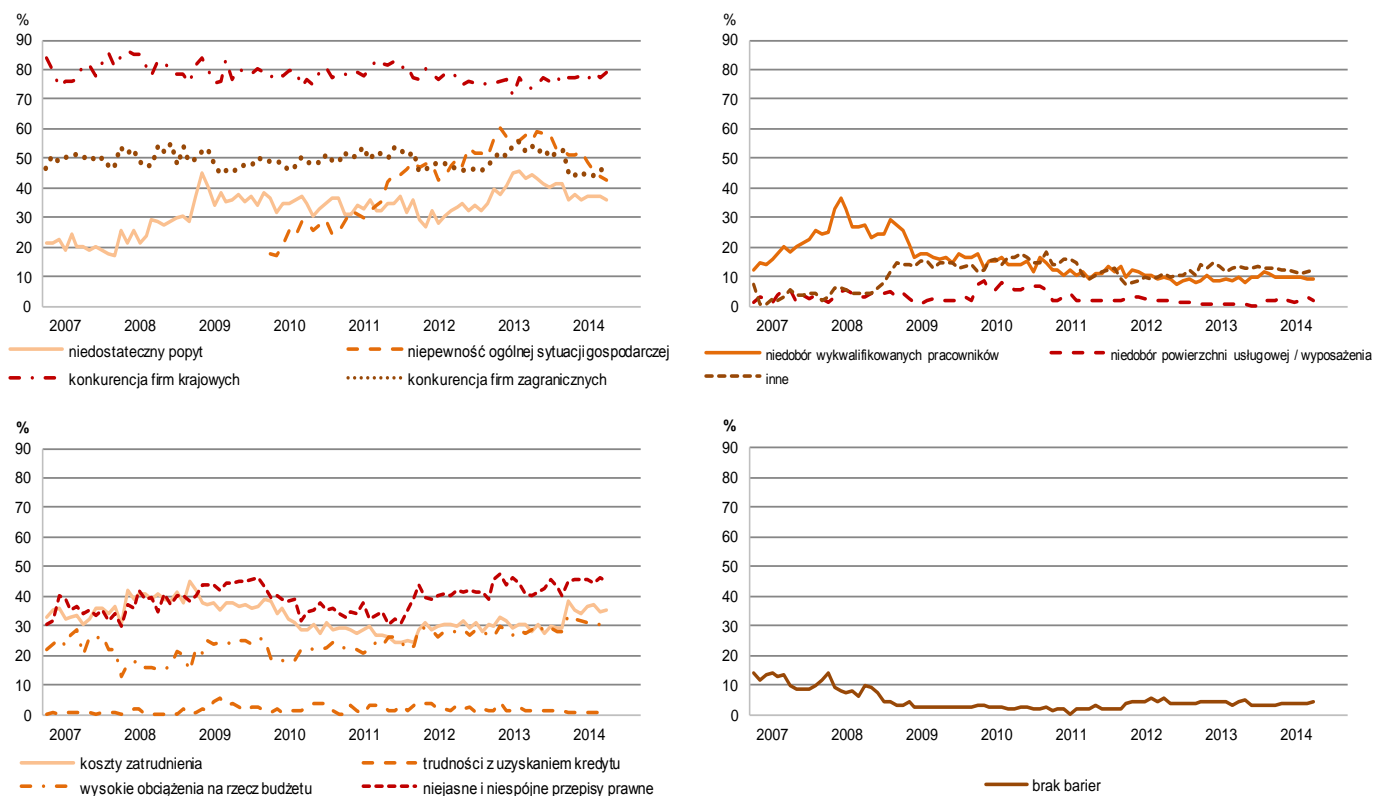 %
90
80
70
60
50
40
30
20
10
0
2007 2008 2009 2010 2011 2012 2013 2014
niedostateczny popyt
niepewność ogólnej sytuacji gospodarczej
konkurencja firm krajowych
konkurencja firm zagranicznych
%
90
80
70
60
50
40
30
20
10
0
2007 2008 2009 2010 2011 2012 2013 2014
niedobór wykwalifikowanych pracowników
niedobór powierzchni usługowej / wyposażenia
inne
%
90
80
70
60
50
40
30
20
10
0
2007 2008 2009 2010 2011 2012 2013 2014
koszty zatrudnienia
trudności z uzyskaniem kredytu
wysokie obciążenia na rzecz budżetu
niejasne i niespójne przepisy prawne
%
90
80
70
60
50
40
30
20
10
0
2007 2008 2009 2010 2011 2012 2013 2014
brak barier